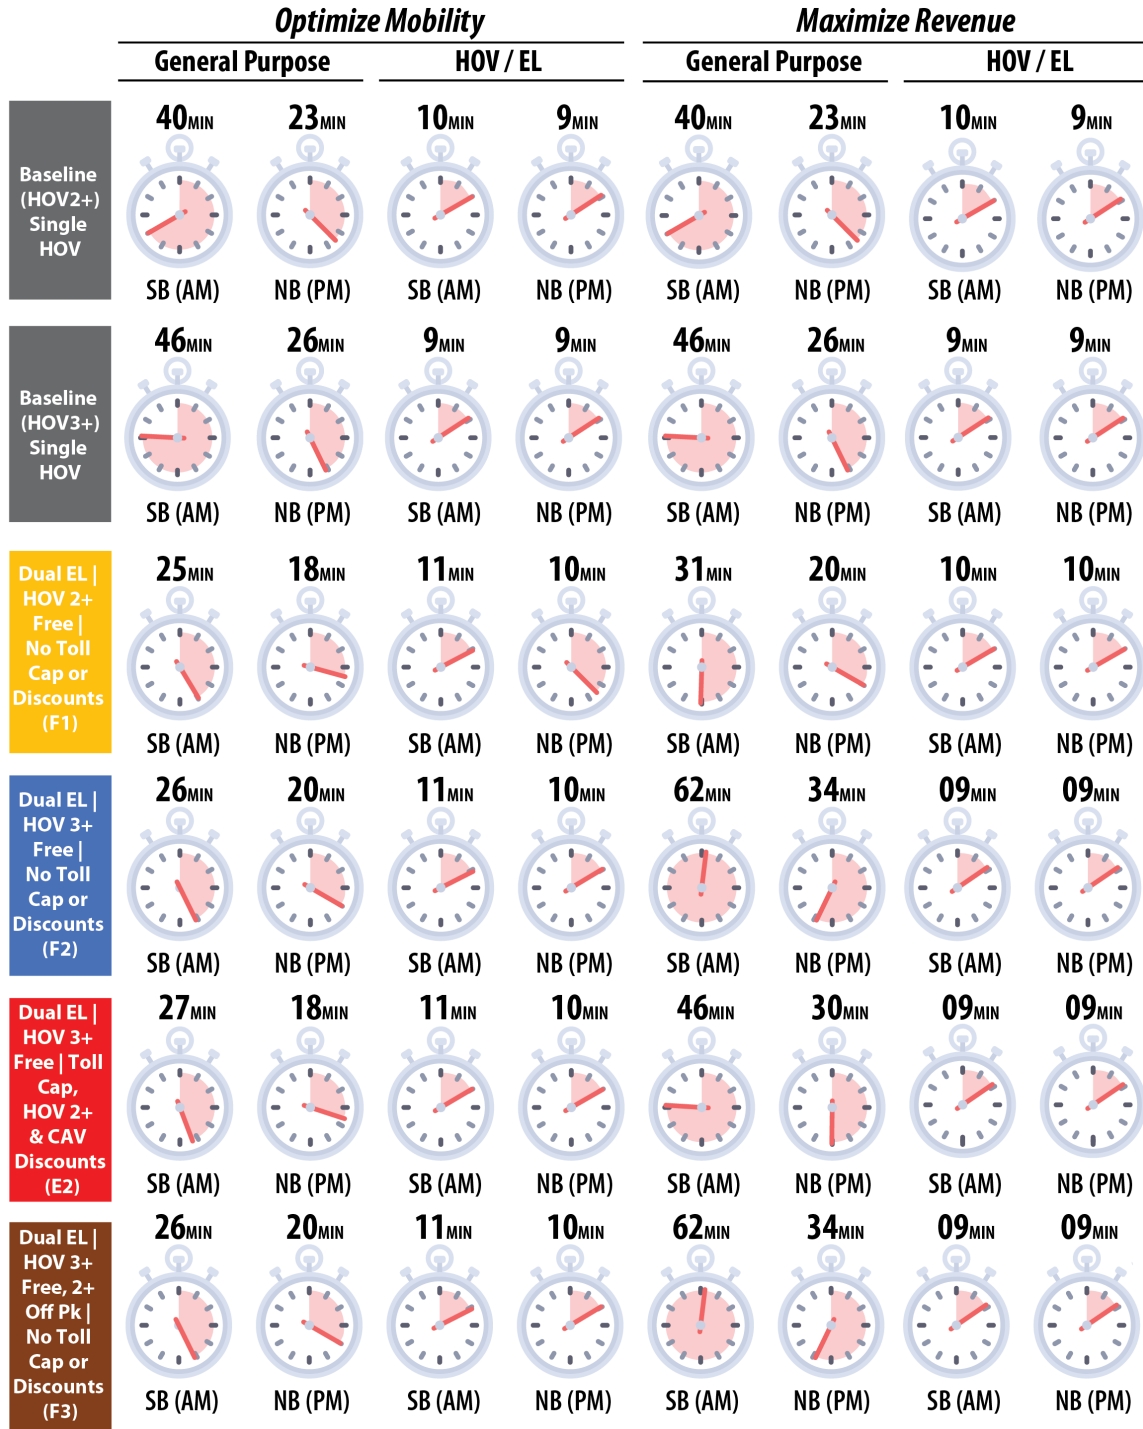 Optimize Mobility Maximize Revenue
General Purpose HOV / EL General Purpose HOV / EL
40MIN 23MIN 10MIN 9MIN 40MIN 23MIN 10MIN 9MIN
Baseline
(HOV2+)
Single
HOV
SB (AM) NB (PM) SB (AM) NB (PM) SB (AM) NB (PM) SB (AM) NB (PM)
46MIN 26MIN 9MIN 9MIN 46MIN 26MIN 9MIN 9MIN
Baseline
(HOV3+)
Single
HOV
SB (AM) NB (PM) SB (AM) NB (PM) SB (AM) NB (PM) SB (AM) NB (PM)
25MIN 18MIN 11MIN 10MIN 31MIN 20MIN 10MIN 10MIN
Dual EL |
HOV 2+
Free |
No Toll
Cap or
Discounts
(F1)
SB (AM) NB (PM) SB (AM) NB (PM) SB (AM) NB (PM) SB (AM) NB (PM)
26MIN 20MIN 11MIN 10MIN 62MIN 34MIN 09MIN 09MIN
Dual EL |
HOV 3+
Free |
No Toll
Cap or
Discounts
(F2)
SB (AM) NB (PM) SB (AM) NB (PM) SB (AM) NB (PM) SB (AM) NB (PM)
27MIN 18MIN 11MIN 10MIN 46MIN 30MIN 09MIN 09MIN
Dual EL |
HOV 3+
Free | Toll
Cap,
HOV 2+
& CAV
Discounts
(E2)
SB (AM) NB (PM) SB (AM) NB (PM) SB (AM) NB (PM) SB (AM) NB (PM)
26MIN 20MIN 11MIN 10MIN 62MIN 34MIN 09MIN 09MIN
Dual EL |
HOV 3+
Free, 2+
Off Pk |
No Toll
Cap or
Discounts
(F3)
SB (AM) NB (PM) SB (AM) NB (PM) SB (AM) NB (PM) SB (AM) NB (PM)